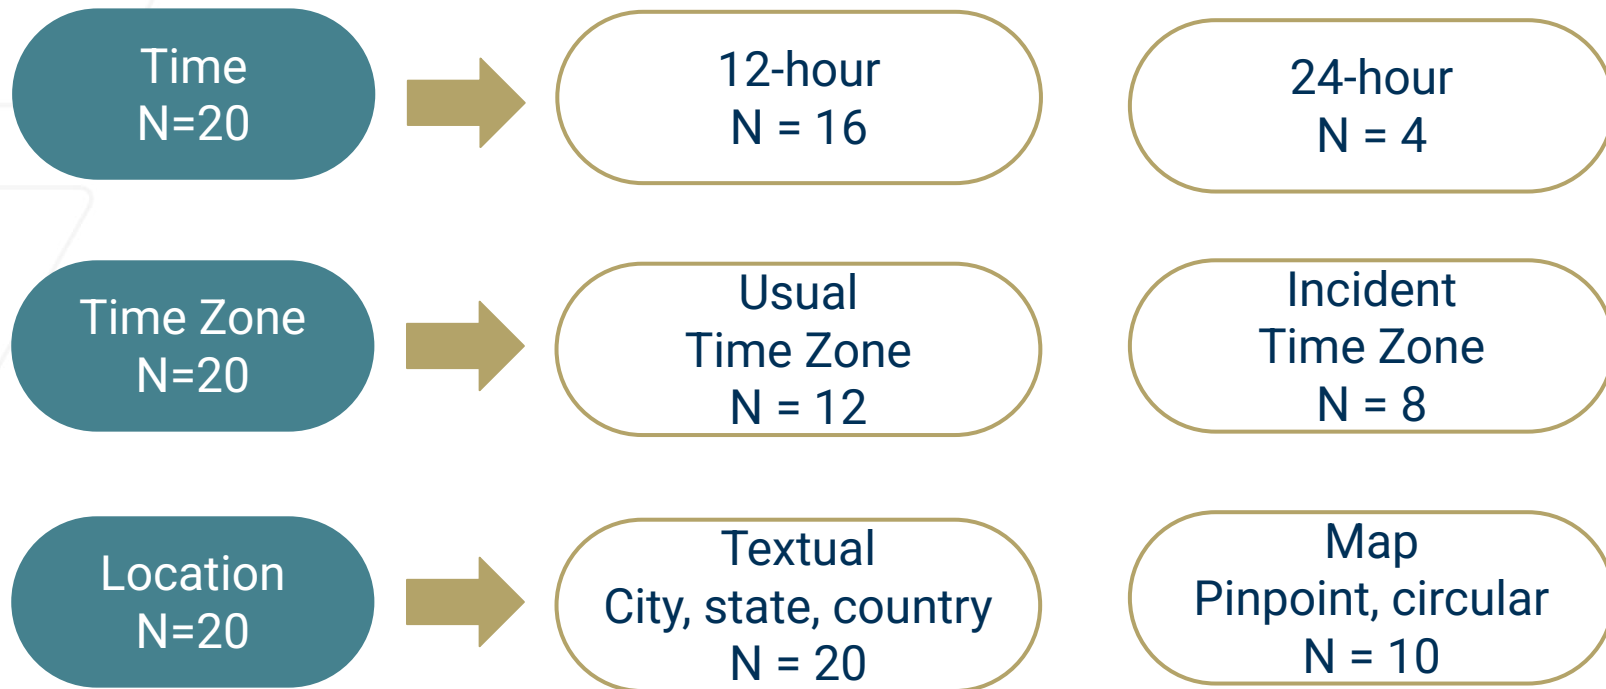 Time
N=20
12-hour
N = 16
24-hour
N = 4
Time Zone
N=20
Usual
Time Zone
N = 12
Incident
Time Zone
N = 8
Location
N=20
Textual
City, state, country
N = 20
Map
Pinpoint, circular
N = 10